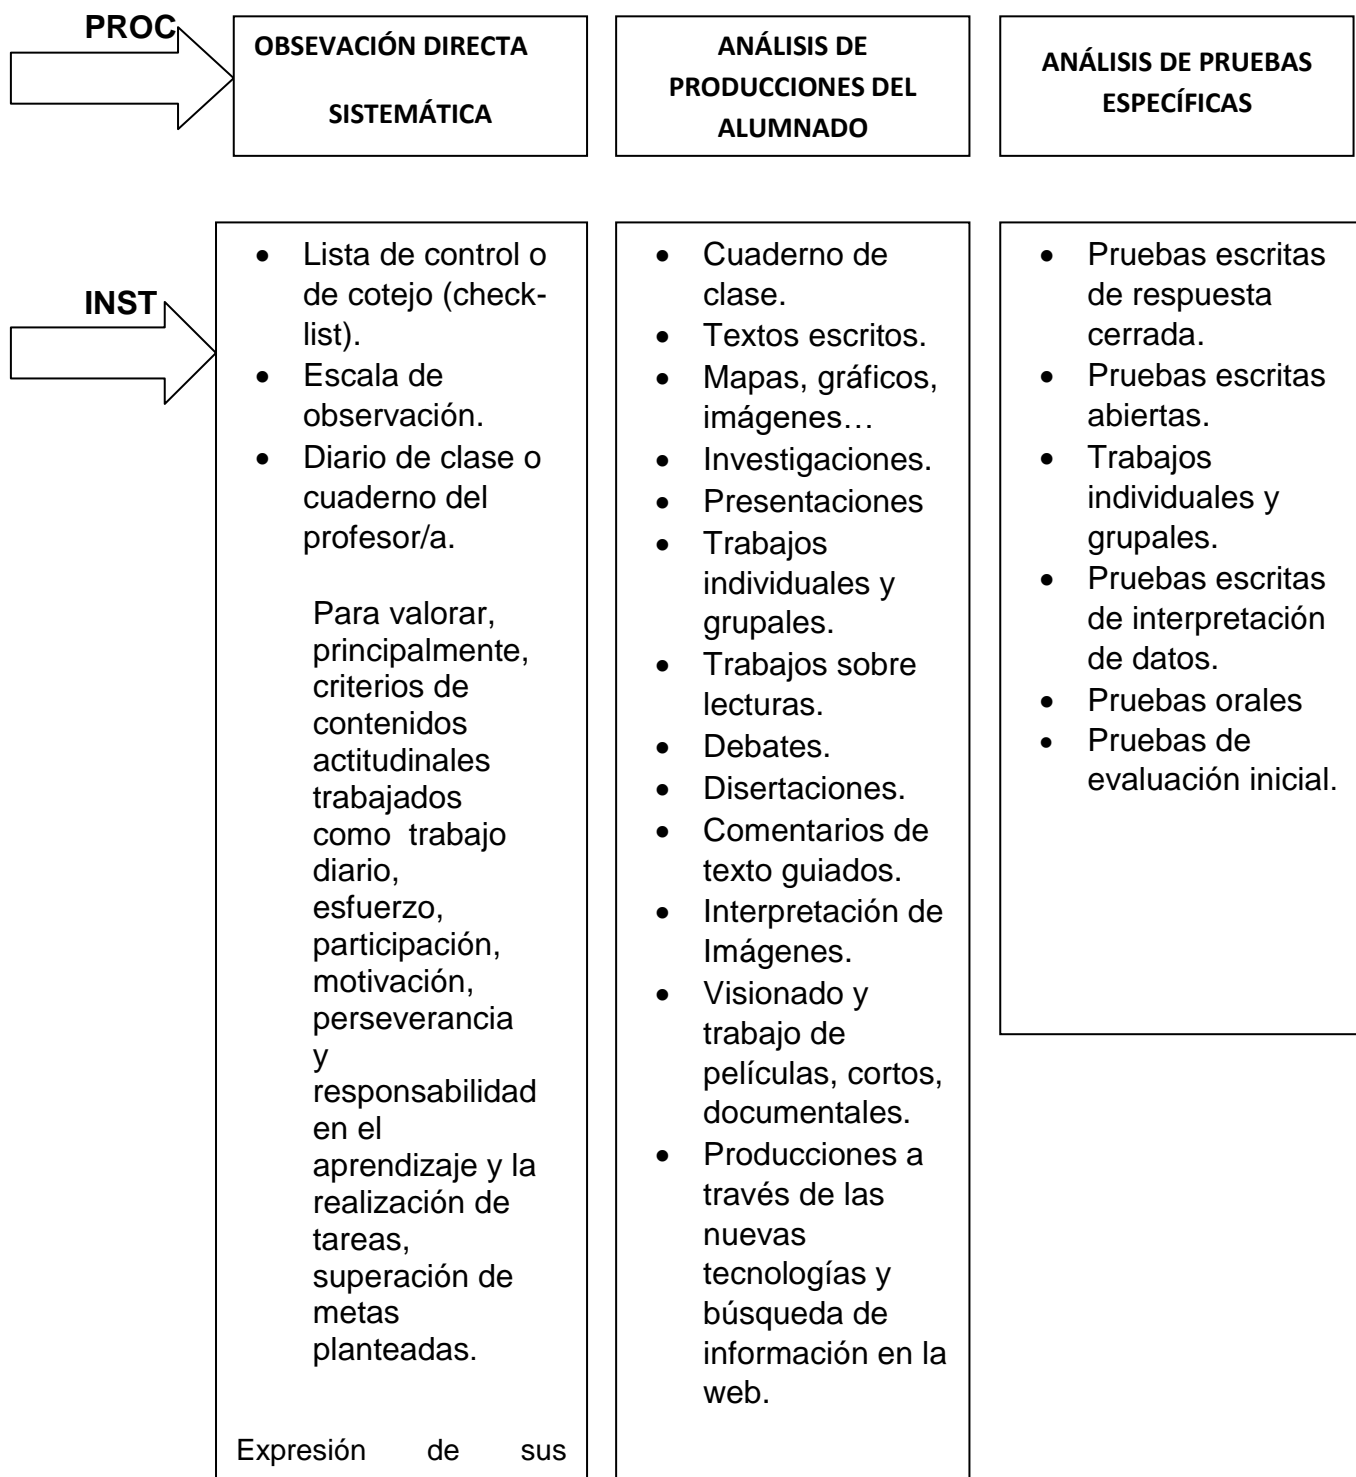 PROC
OBSEVACIÓN DIRECTA
SISTEMÁTICA
ANÁLISIS DE
PRODUCCIONES DEL
ALUMNADO
ANÁLISIS DE PRUEBAS
ESPECÍFICAS
INST
• Lista de control o
de cotejo (check-
list).
• Escala de
observación.
• Diario de clase o
cuaderno del
profesor/a.
Para valorar,
principalmente,
criterios de
contenidos
actitudinales
trabajados
como trabajo
diario,
esfuerzo,
participación,
motivación,
perseverancia
y
responsabilidad
en el
aprendizaje y la
realización de
tareas,
superación de
metas
planteadas.
Expresión de sus
• Cuaderno de
clase.
• Textos escritos.
• Mapas, gráficos,
imágenes…
• Investigaciones.
• Presentaciones
• Trabajos
individuales y
grupales.
• Trabajos sobre
lecturas.
• Debates.
• Disertaciones.
• Comentarios de
texto guiados.
• Interpretación de
Imágenes.
• Visionado y
trabajo de
películas, cortos,
documentales.
• Producciones a
través de las
nuevas
tecnologías y
búsqueda de
información en la
web.
• Pruebas escritas
de respuesta
cerrada.
• Pruebas escritas
abiertas.
• Trabajos
individuales y
grupales.
• Pruebas escritas
de interpretación
de datos.
• Pruebas orales
• Pruebas de
evaluación inicial.